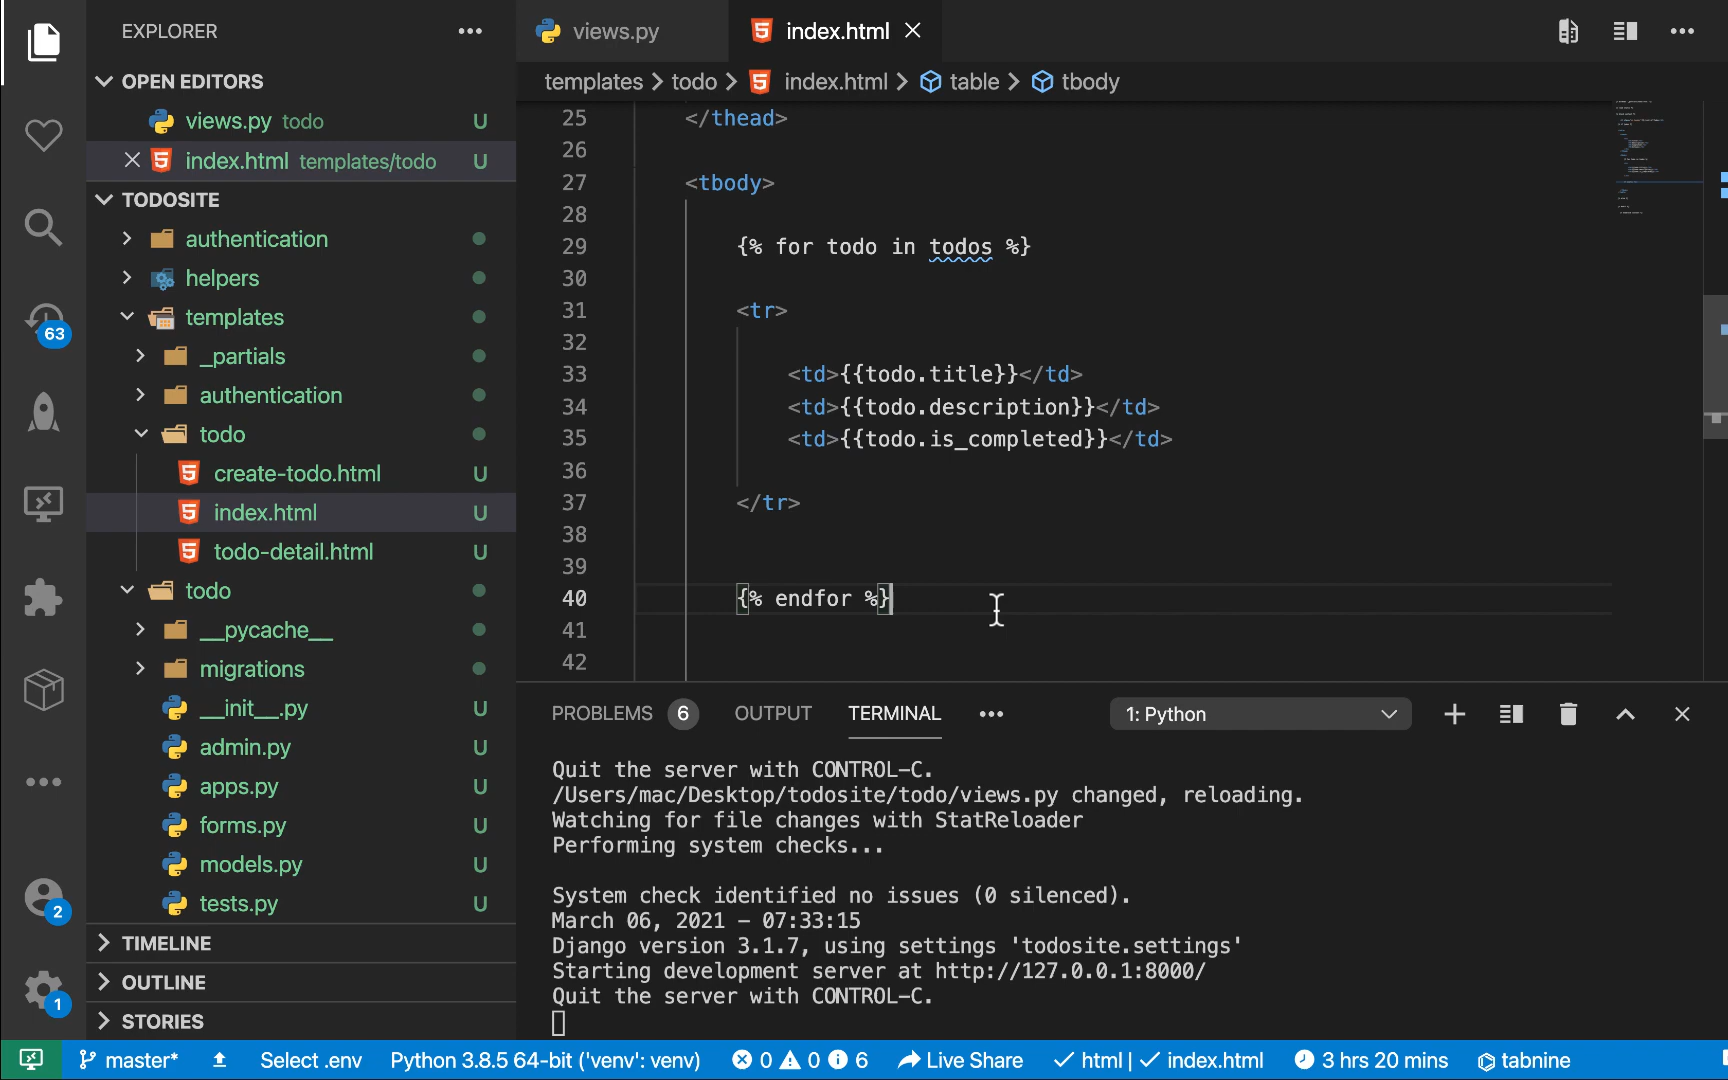 EXPLORER
OPEN EDITORS
views.py todo U
index.html templates/todo U
TODOSITE
authentication
helpers
templates
_partials
authentication
todo
create-todo.html U
index.html U
todo-detail.html U
todo
__pycache__
migrations
__init__.py U
admin.py U
apps.py U
forms.py U
models.py U
tests.py U
TIMELINE
OUTLINE
STORIES
63
2
1
views.py
index.html
templates > todo > index.html > table > tbody
25 </thead>
26
27 <tbody>
28
29 {% for todo in todos %}
30
31 <tr>
32
33 <td>{{todo.title}}</td>
34 <td>{{todo.description}}</td>
35 <td>{{todo.is_completed}}</td>
36
37 </tr>
38
39
40 {% endfor %}
41
42
PROBLEMS 6 OUTPUT TERMINAL 1: Python
Quit the server with CONTROL-C.
/Users/mac/Desktop/todosite/todo/views.py changed, reloading.
Watching for file changes with StatReloader
Performing system checks...
System check identified no issues (0 silenced).
March 06, 2021 - 07:33:15
Django version 3.1.7, using settings 'todosite.settings'
Starting development server at http://127.0.0.1:8000/
Quit the server with CONTROL-C.
master* Select .env Python 3.8.5 64-bit ('venv': venv) 0 0 6 Live Share html | index.html 3 hrs 20 mins tabnine